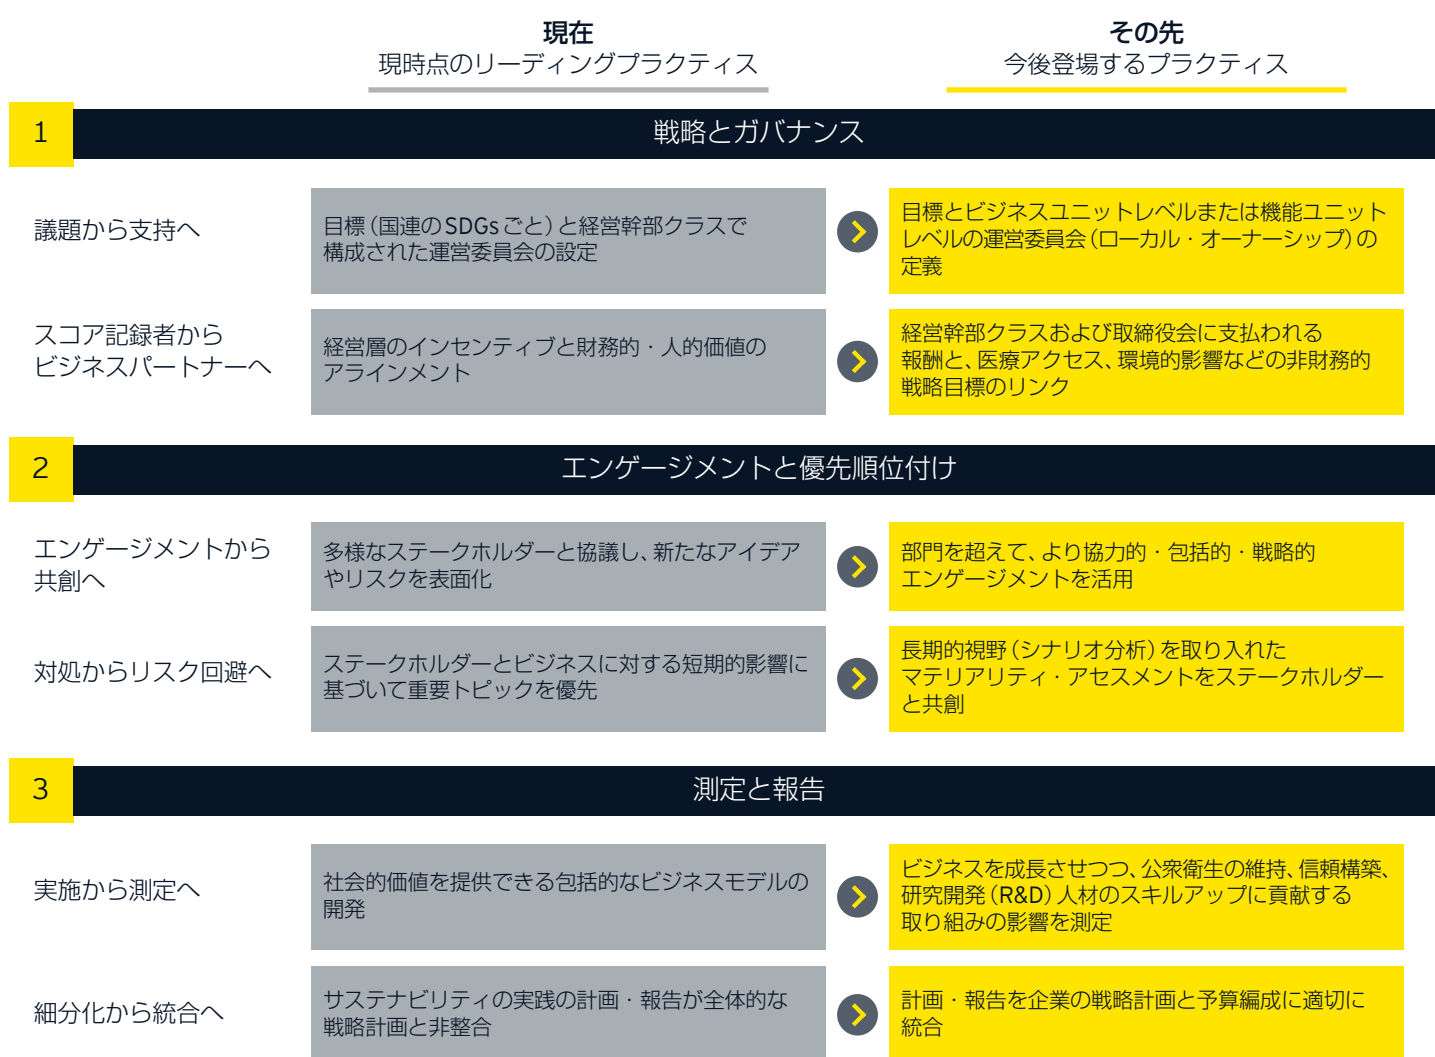 現在
現時点のリーディングプラクティス
その先
今後登場するプラクティス
1
戦略とガバナンス
議題から支持へ
目標（国連のSDGsごと）と経営幹部クラスで
構成された運営委員会の設定
目標とビジネスユニットレベルまたは機能ユニット
レベルの運営委員会（ローカル・オーナーシップ）の
定義
スコア記録者から
ビジネスパートナーへ
経営層のインセンティブと財務的・人的価値の
アラインメント
経営幹部クラスおよび取締役会に支払われる
報酬と、医療アクセス、環境的影響などの非財務的
戦略目標のリンク
2
エンゲージメントと優先順位付け
エンゲージメントから
共創へ
多様なステークホルダーと協議し、新たなアイデア
やリスクを表面化
部門を超えて、より協力的・包括的・戦略的
エンゲージメントを活用
対処からリスク回避へ
ステークホルダーとビジネスに対する短期的影響に
基づいて重要トピックを優先
長期的視野（シナリオ分析）を取り入れた
マテリアリティ・アセスメントをステークホルダー
と共創
3
測定と報告
実施から測定へ
社会的価値を提供できる包括的なビジネスモデルの
開発
ビジネスを成長させつつ、公衆衛生の維持、信頼構築、
研究開発（R&D）人材のスキルアップに貢献する
取り組みの影響を測定
細分化から統合へ
サステナビリティの実践の計画・報告が全体的な
戦略計画と非整合
計画・報告を企業の戦略計画と予算編成に適切に
統合